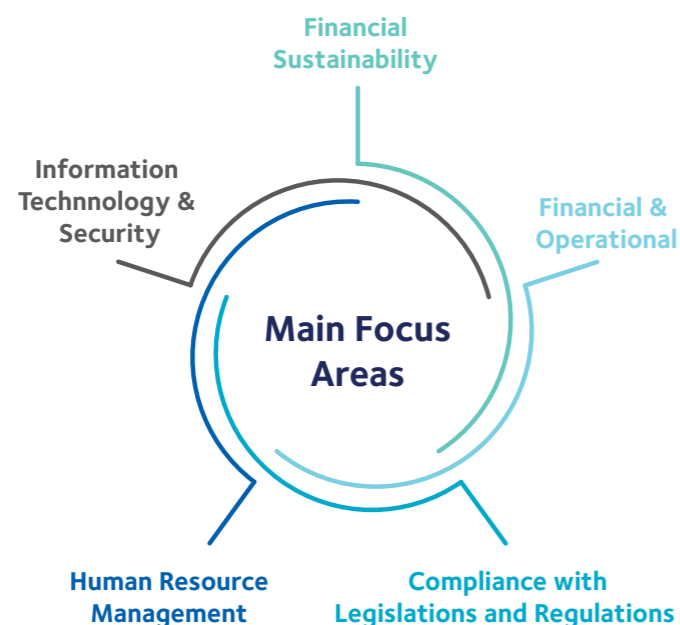 Financial
Sustainability
Information
Technnology &
Security
Financial &
Operational
Main Focus
Areas
Human Resource
Management
Compliance with
Legislations and Regulations